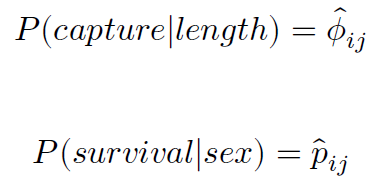 P(capture|length) = \hat{\phi}_{ij}
P(survival|sex) = \hat{p}_{ij}